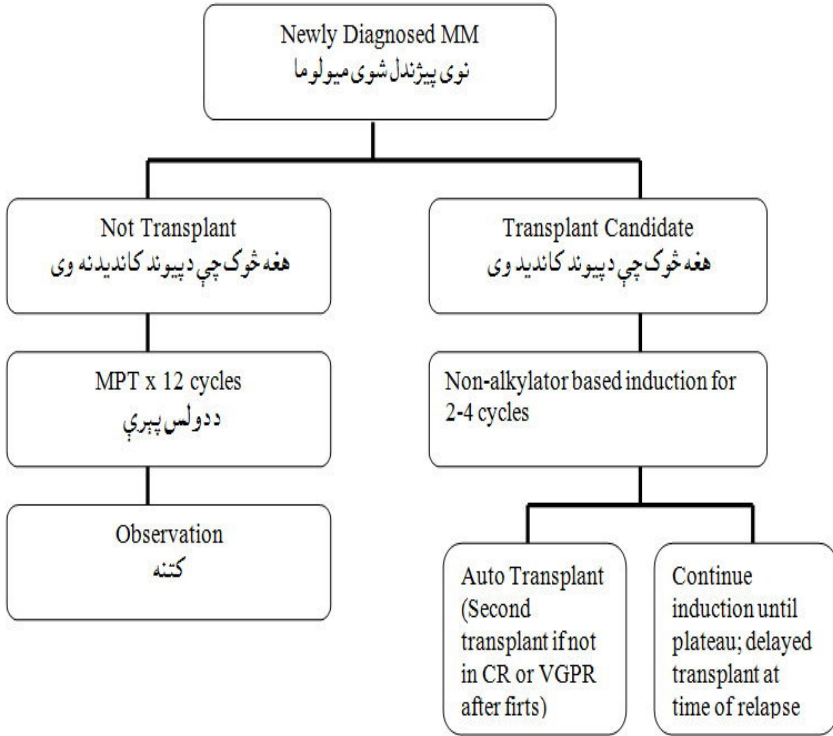 Newly Diagnosed MM
نوی پیژندل شوی میولوما
Not Transplant
هغه څوک چې دپیوند کاندیدنه وی
Transplant Candidate
هغه څوک چې دپیوند کاندید وی
MPT x 12 cycles
ددولس پېرې
Non-alkylator based induction for
2-4 cycles
Observation
کتنه
Auto Transplant
(Second
transplant if not
in CR or VGPR
after firts)
Continue
induction until
plateau; delayed
transplant at
time of relapse